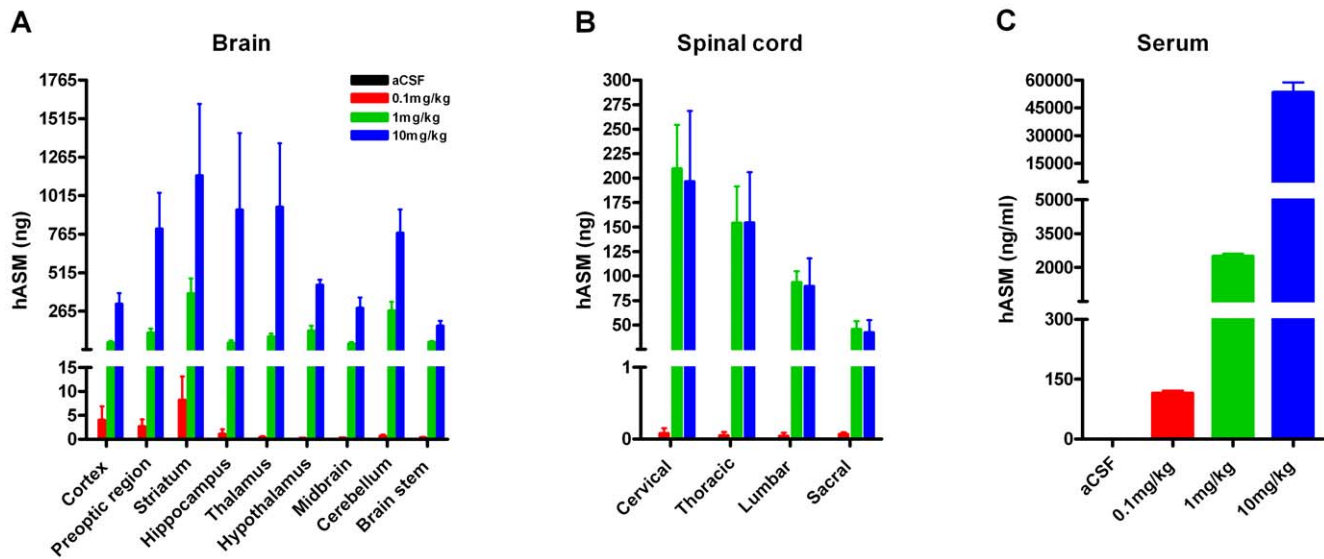 A
Brain
hASM (ng)
1765
1515
1265
1015
765
515
265
15
10
5
0
aCSF
0.1mg/kg
1mg/kg
10mg/kg
Cortex
Preoptic region
Striatum
Hippocampus
Thalamus
Hypothalamus
Midbrain
Cerebellum
Brain stem
B
Spinal cord
hASM (ng)
300
275
250
225
200
175
150
125
100
75
50
1
0
Cervical
Thoracic
Lumbar
Sacral
C
Serum
hASM (ng/ml)
60000
45000
30000
15000
5000
3500
2000
300
150
0
aCSF
0.1mg/kg
1mg/kg
10mg/kg